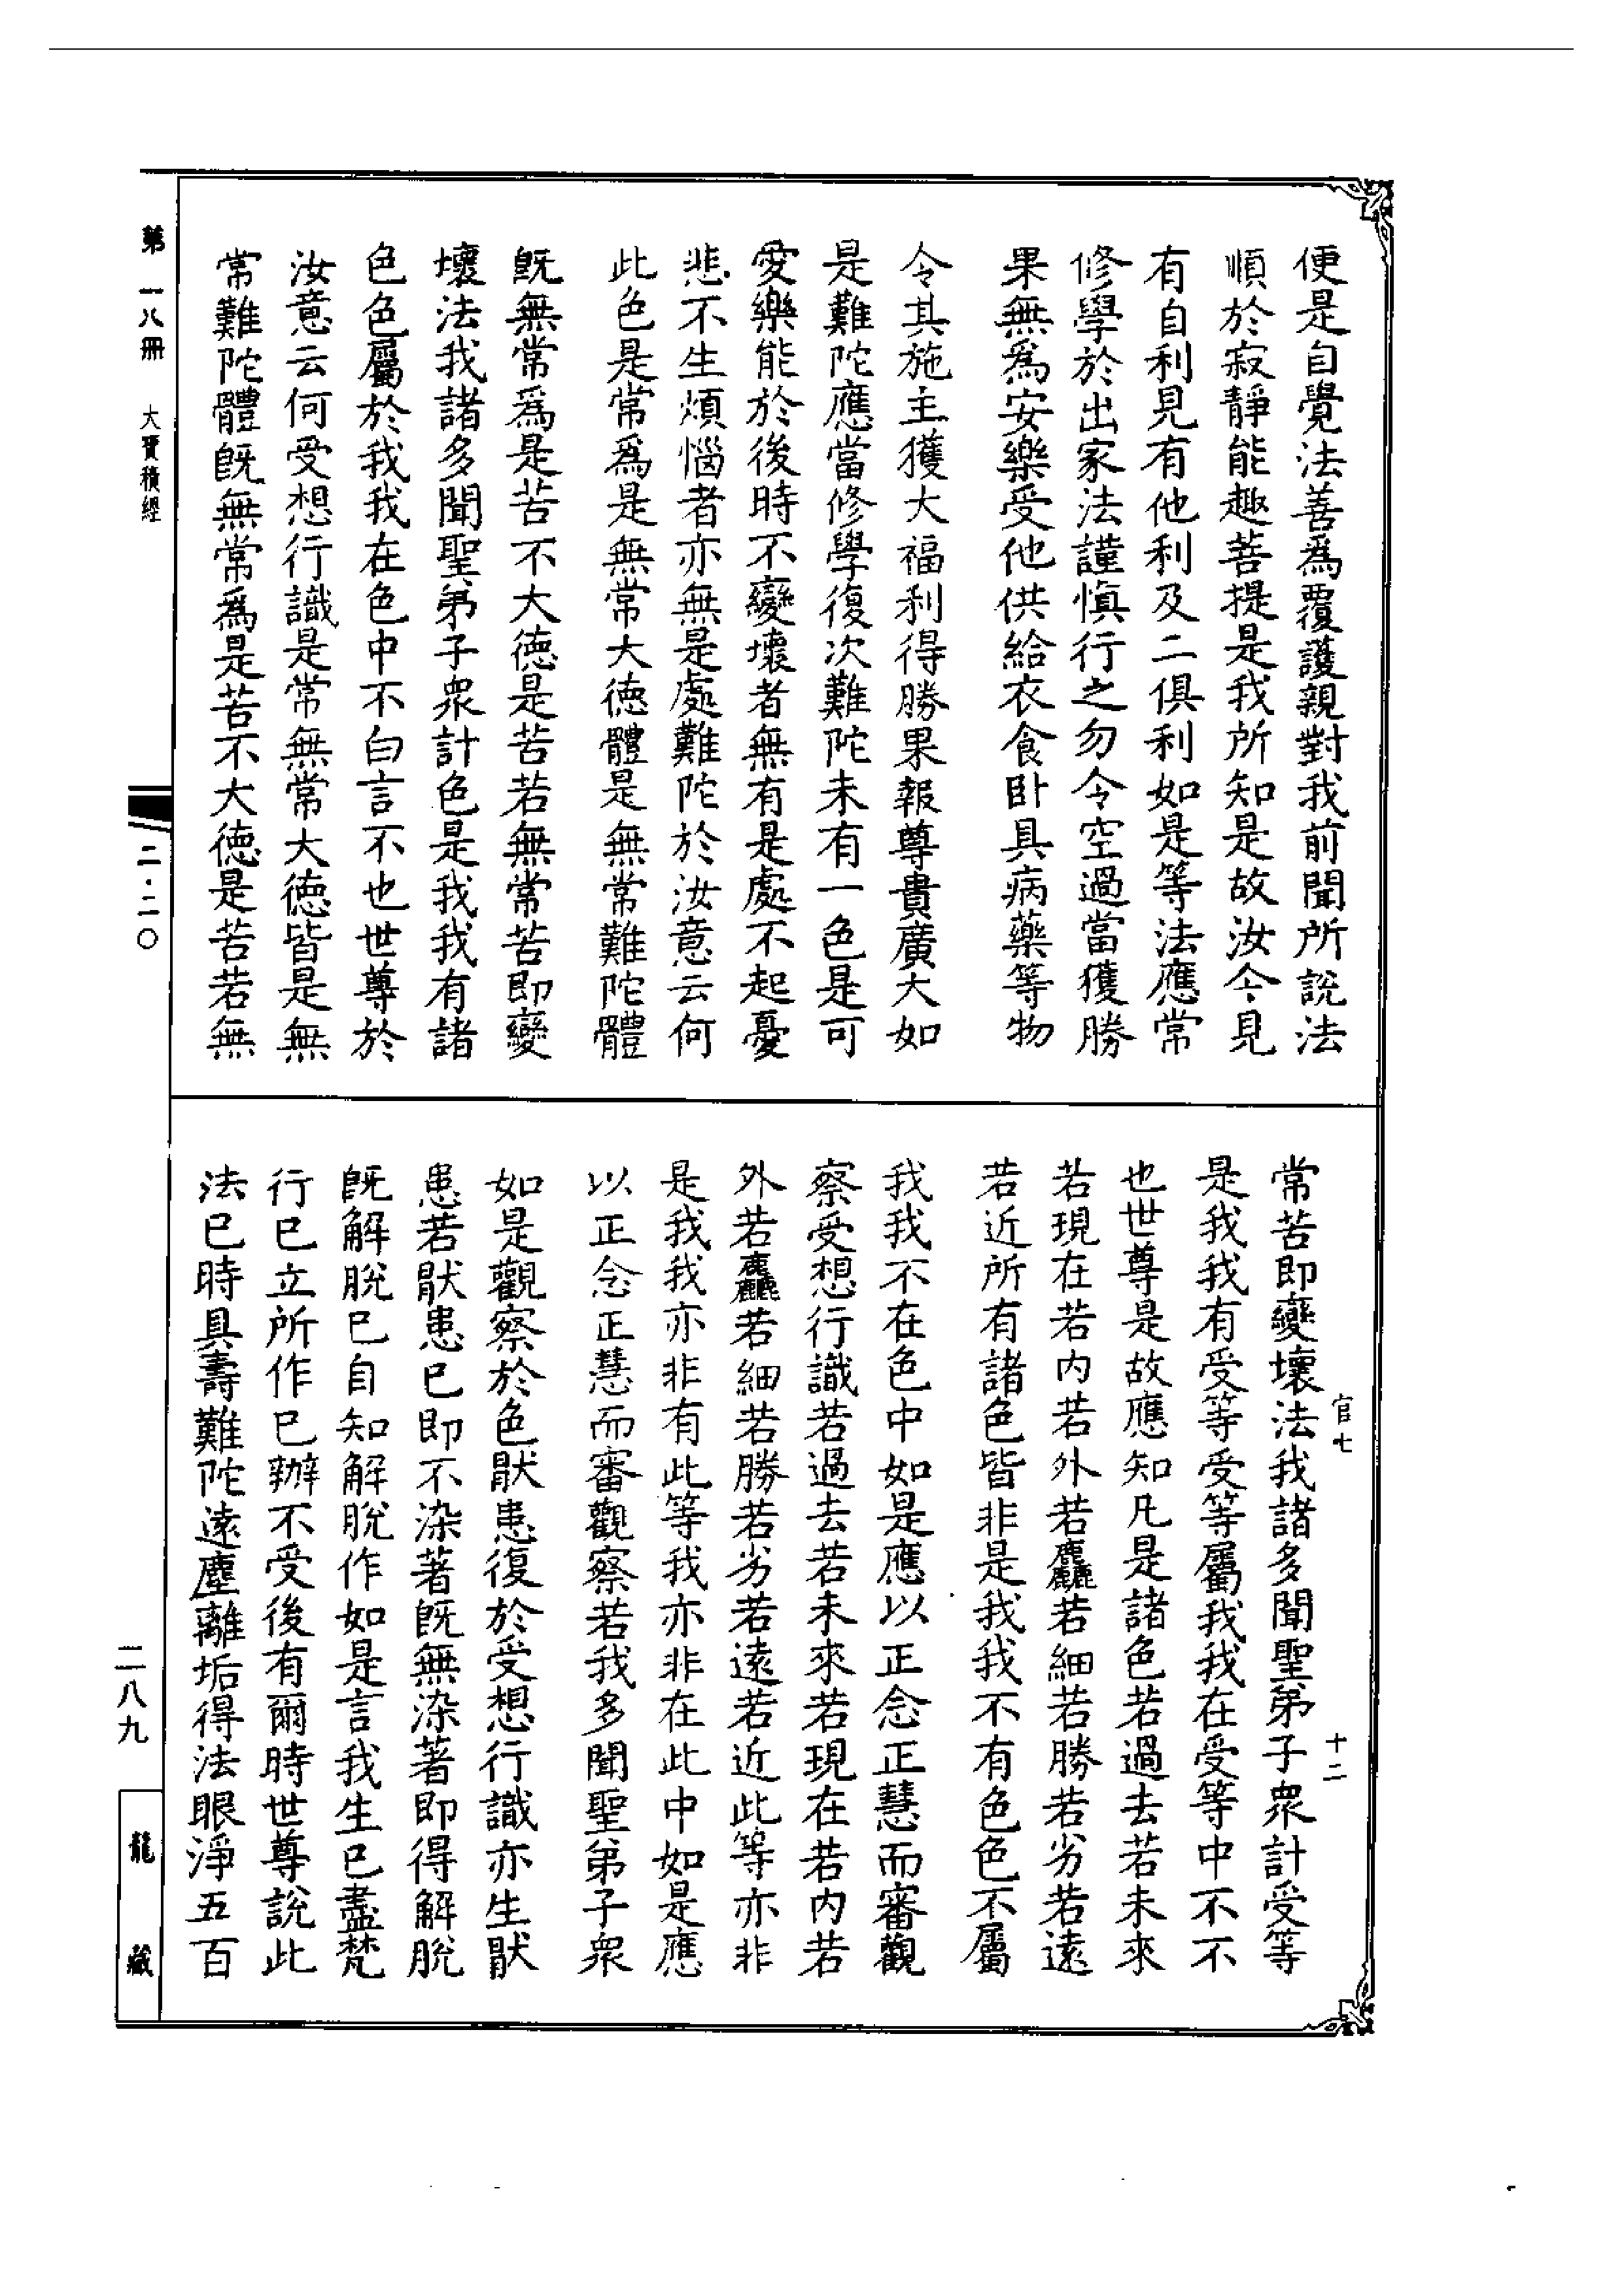 便是自覺法善爲覆護親對我前聞所說法
順於寂靜能趣菩提是我所知是故汝今見
有自利見有他利及二俱利如是等法應常
修學於出家法謹慎行之勿令空過當獲勝
果無爲安樂受他供給衣食卧具病藥等物
令其施主獲大福利得勝果報尊貴廣大如
是難陀應當修學復次難陀未有一色是可
愛樂能於後時不變壞者無有是處不起憂
悲不生煩惱者亦無是處難陀於汝意云何
此色是常爲是無常大德體是無常難陀體
既無常爲是苦不大德是苦若無常苦即變
壞法我諸多聞聖弟子衆計色是我我有諸
色色屬於我我在色中不白言不也世尊於
汝意云何受想行識是常無常大德皆是無
常難陀體既無常爲是苦不大德是苦若無
第一八冊 大寶積經
二·二〇
官七 十二
常苦即變壞法我諸多聞聖弟子衆計受等
是我我有受等受等屬我我在受等中不不
也世尊是故應知凡是諸色若過去若未來
若現在若内若外若麤若細若勝若劣若遠
若近所有諸色皆非是我我不有色色不屬
我我不在色中如是應以正念正慧而審觀
察受想行識若過去若未來若現在若内若
外若麤若細若勝若劣若遠若近此等亦非
是我我亦非有此等我亦非在此中如是應
以正念正慧而審觀察若我多聞聖弟子衆
如是觀察於色猒患復於受想行識亦生猒
患若猒患已即不染著既無染著即得解脫
既解脫已自知解脫作如是言我生已盡梵
行已立所作已辦不受後有爾時世尊說此
法已時具壽難陀遠塵離垢得法眼淨五百
二八九
龍藏